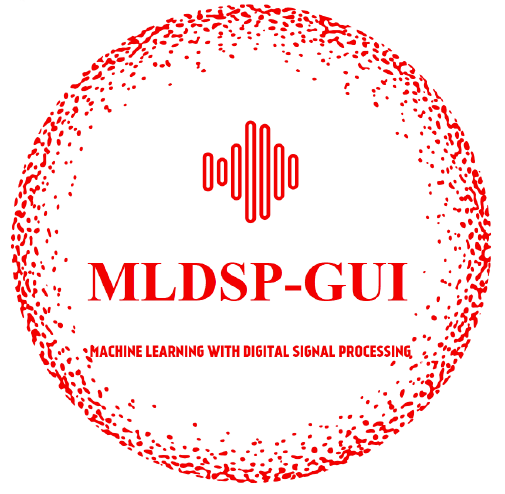 MLDSP-GUI
MACHINE LEARNING WITH DIGITAL SIGNAL PROCESSING